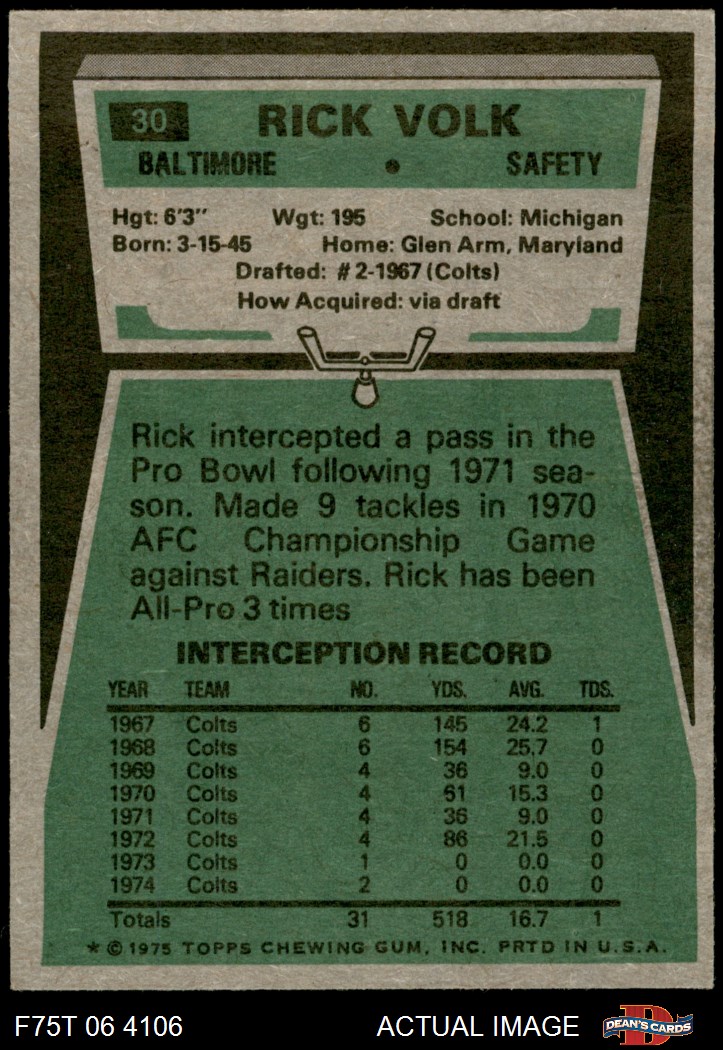 30 RICK VOLK
BALTIMORE • SAFETY
Hgt: 6'3" Wgt: 195 School: Michigan
Born: 3-15-45 Home: Glen Arm, Maryland
Drafted: #2-1967 (Colts)
How Acquired: via draft
Rick intercepted a pass in the
Pro Bowl following 1971 sea-
son. Made 9 tackles in 1970
AFC Championship Game
against Raiders. Rick has been
All-Pro 3 times
INTERCEPTION RECORD
YEAR TEAM NO. YDS. AVG. TDS.
1967 Colts 6 145 24.2 1
1968 Colts 6 154 25.7 0
1969 Colts 4 36 9.0 0
1970 Colts 4 61 15.3 0
1971 Colts 4 36 9.0 0
1972 Colts 4 86 21.5 0
1973 Colts 1 0 0.0 0
1974 Colts 2 0 0.0 0
Totals 31 518 16.7 1
* © 1975 TOPPS CHEWING GUM, INC. PRTD IN U.S.A.
F75T 06 4106 ACTUAL IMAGE D DEAN'S CARDS